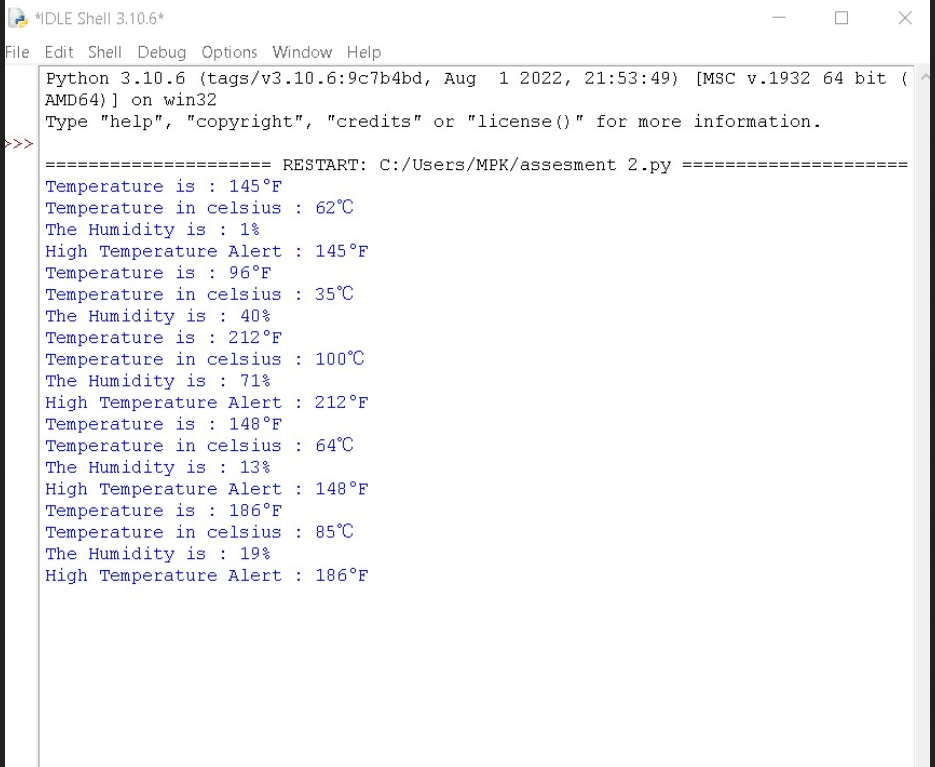 *IDLE Shell 3.10.6*
File Edit Shell Debug Options Window Help
Python 3.10.6 (tags/v3.10.6:9c7b4bd, Aug  1 2022, 21:53:49) [MSC v.1932 64 bit (
AMD64)] on win32
Type "help", "copyright", "credits" or "license()" for more information.
>>>
===================== RESTART: C:/Users/MPK/assesment 2.py =====================
Temperature is : 145°F
Temperature in celsius : 62℃
The Humidity is : 1%
High Temperature Alert : 145°F
Temperature is : 96°F
Temperature in celsius : 35℃
The Humidity is : 40%
Temperature is : 212°F
Temperature in celsius : 100℃
The Humidity is : 71%
High Temperature Alert : 212°F
Temperature is : 148°F
Temperature in celsius : 64℃
The Humidity is : 13%
High Temperature Alert : 148°F
Temperature is : 186°F
Temperature in celsius : 85℃
The Humidity is : 19%
High Temperature Alert : 186°F